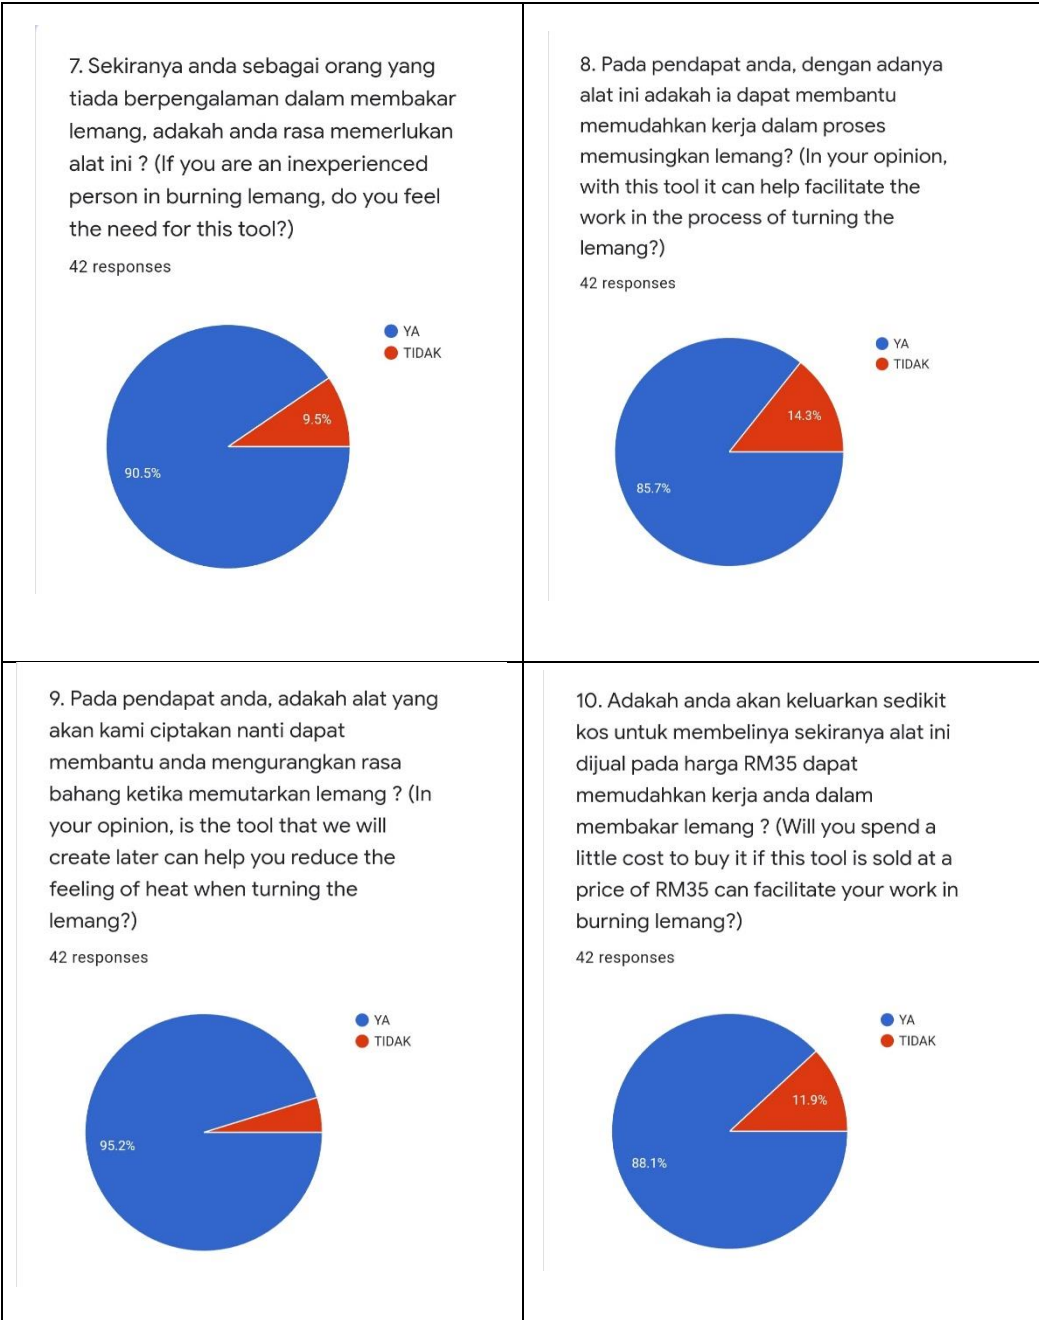 7. Sekiranya anda sebagai orang yang
tiada berpengalaman dalam membakar
lemang, adakah anda rasa memerlukan
alat ini ? (If you are an inexperienced
person in burning lemang, do you feel
the need for this tool?)
42 responses
YA
TIDAK
9.5%
90.5%
8. Pada pendapat anda, dengan adanya
alat ini adakah ia dapat membantu
memudahkan kerja dalam proses
memusingkan lemang? (In your opinion,
with this tool it can help facilitate the
work in the process of turning the
lemang?)
42 responses
YA
TIDAK
14.3%
85.7%
9. Pada pendapat anda, adakah alat yang
akan kami ciptakan nanti dapat
membantu anda mengurangkan rasa
bahang ketika memutarkan lemang ? (In
your opinion, is the tool that we will
create later can help you reduce the
feeling of heat when turning the
lemang?)
42 responses
YA
TIDAK
95.2%
10. Adakah anda akan keluarkan sedikit
kos untuk membelinya sekiranya alat ini
dijual pada harga RM35 dapat
memudahkan kerja anda dalam
membakar lemang ? (Will you spend a
little cost to buy it if this tool is sold at a
price of RM35 can facilitate your work in
burning lemang?)
42 responses
YA
TIDAK
11.9%
88.1%